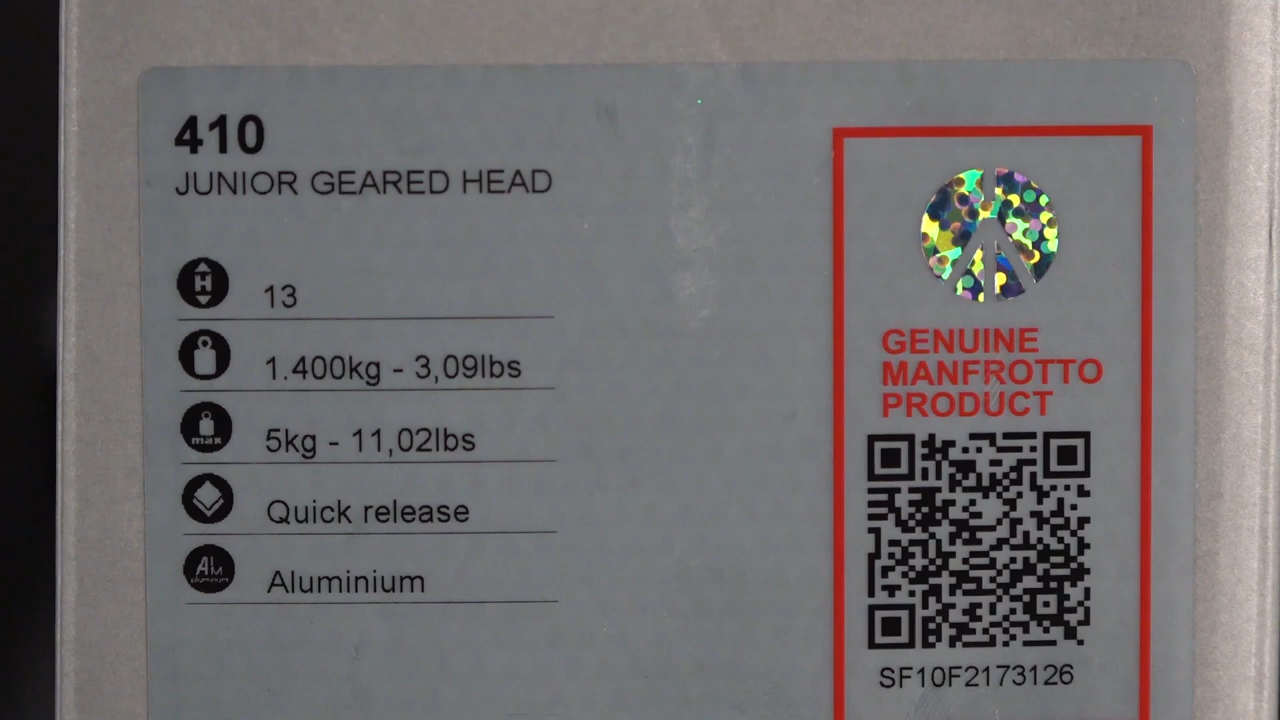 410
JUNIOR GEARED HEAD
H
13
1.400kg - 3,09lbs
max
5kg - 11,02lbs
Quick release
Aluminium
GENUINE
MANFROTTO
PRODUCT
SF10F2173126